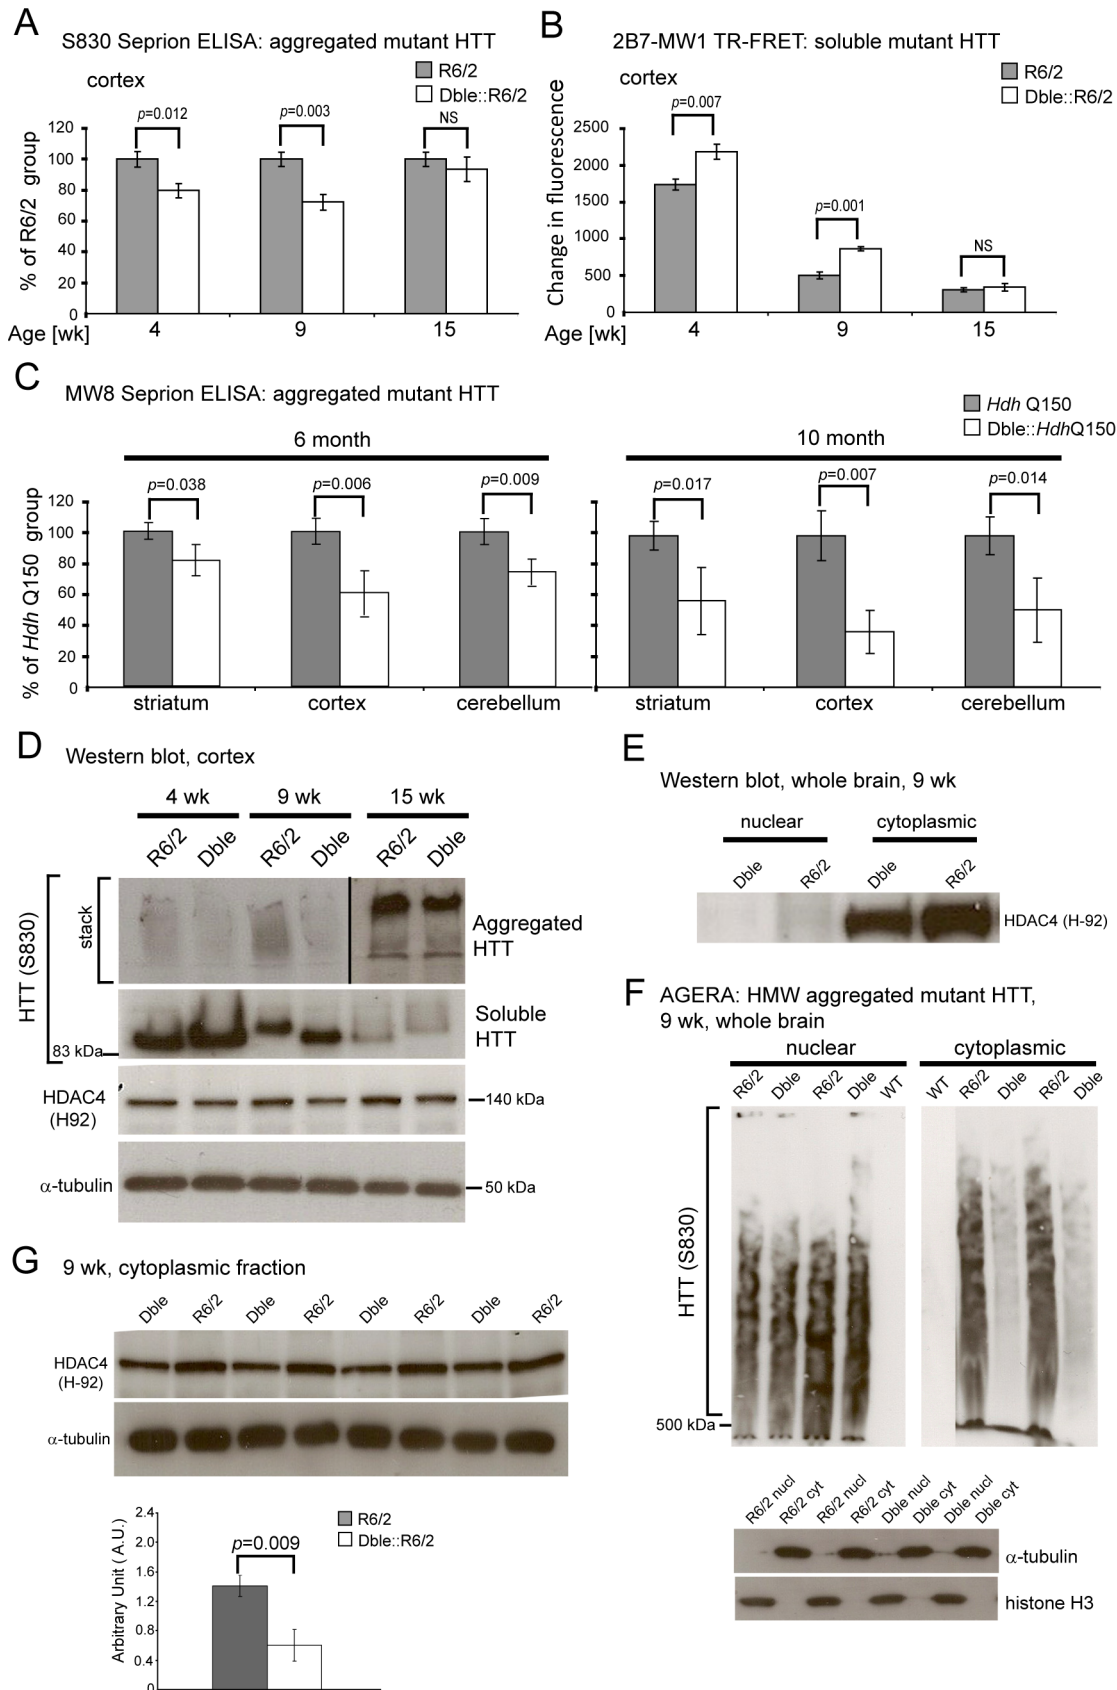 A
S830 Seprion ELISA: aggregated mutant HTT
cortex
R6/2
Dble::R6/2
% of R6/2 group
120
100
80
60
40
20
0
p=0.012
p=0.003
NS
Age [wk]
4
9
15
B
2B7-MW1 TR-FRET: soluble mutant HTT
cortex
R6/2
Dble::R6/2
Change in fluorescence
2500
2000
1500
1000
500
0
p=0.007
p=0.001
NS
Age [wk]
4
9
15
C
MW8 Seprion ELISA: aggregated mutant HTT
Hdh Q150
Dble::HdhQ150
6 month
10 month
% of Hdh Q150 group
120
100
80
60
40
20
0
p=0.038
p=0.006
p=0.009
p=0.017
p=0.007
p=0.014
striatum
cortex
cerebellum
striatum
cortex
cerebellum
D
Western blot, cortex
4 wk
9 wk
15 wk
R6/2
Dble
R6/2
Dble
R6/2
Dble
HTT (S830)
stack
Aggregated
HTT
Soluble
HTT
83 kDa
HDAC4
(H92)
140 kDa
α-tubulin
50 kDa
E
Western blot, whole brain, 9 wk
nuclear
cytoplasmic
Dble
R6/2
Dble
R6/2
HDAC4 (H-92)
F
AGERA: HMW aggregated mutant HTT,
9 wk, whole brain
nuclear
cytoplasmic
R6/2
Dble
R6/2
Dble
WT
WT
R6/2
Dble
R6/2
Dble
HTT (S830)
500 kDa
R6/2 nucl
R6/2 cyt
R6/2 nucl
R6/2 cyt
Dble nucl
Dble cyt
Dble nucl
Dble cyt
α-tubulin
histone H3
G
9 wk, cytoplasmic fraction
Dble
R6/2
Dble
R6/2
Dble
R6/2
Dble
R6/2
HDAC4
(H-92)
α-tubulin
Arbitrary Unit ( A.U.)
2.4
2.0
1.6
1.2
0.8
0.4
0
p=0.009
R6/2
Dble::R6/2